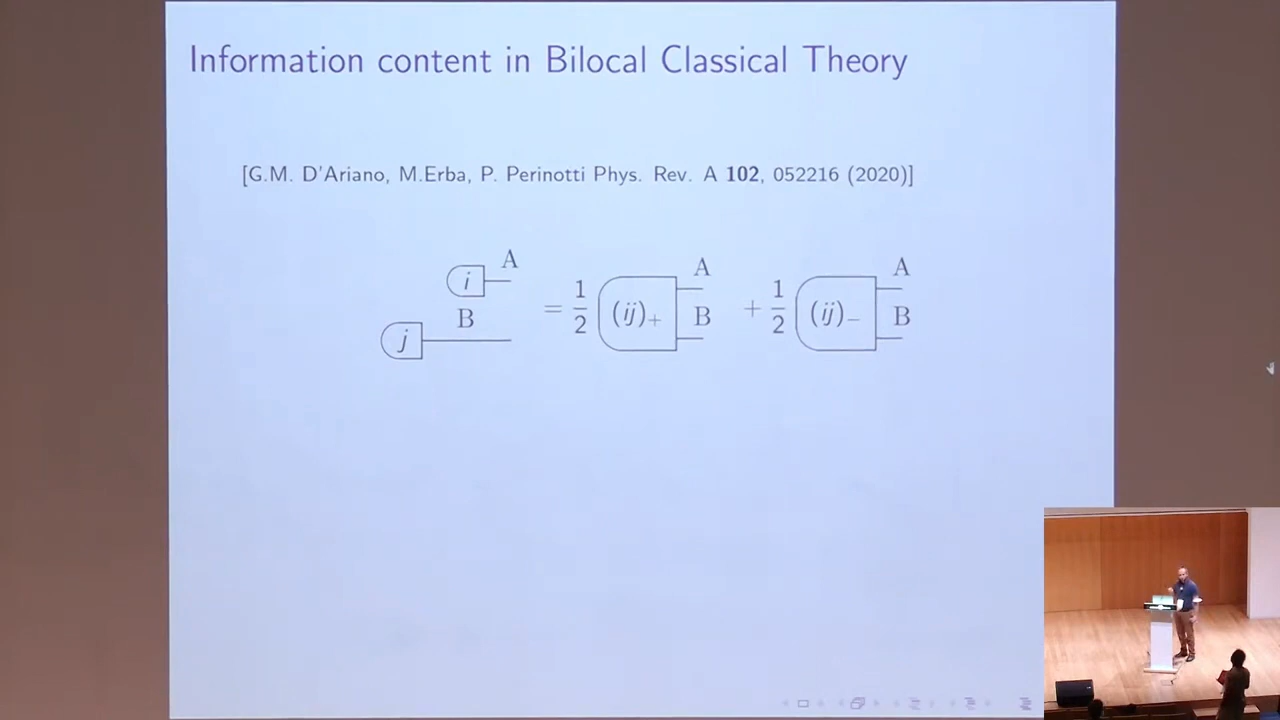 Information content in Bilocal Classical Theory
[G.M. D'Ariano, M.Erba, P. Perinotti Phys. Rev. A 102, 052216 (2020)]
i A
j B
= 1/2 (ij)₊ A B + 1/2 (ij)₋ A B